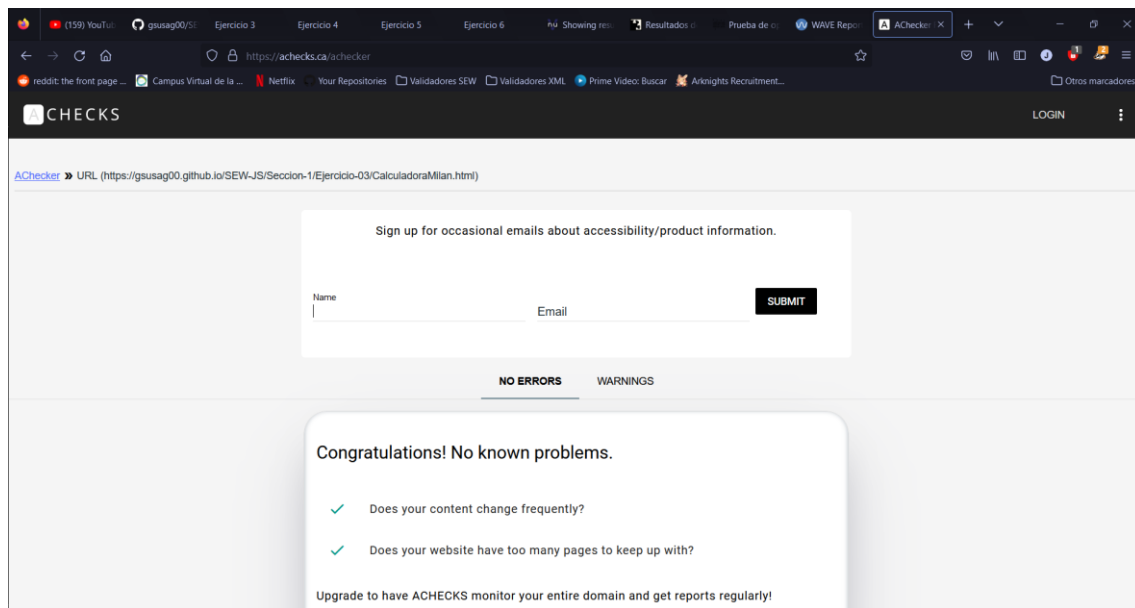 (159) YouTub
gsusag00/SE
Ejercicio 3
Ejercicio 4
Ejercicio 5
Ejercicio 6
Showing res
Resultados d
Prueba de
WAVE Repor
AChecker
https://achecks.ca/achecker
reddit: the front page ...
Campus Virtual de la ...
Netflix
Your Repositories
Validadores SEW
Validadores XML
Prime Video: Buscar
Arknights Recruitment...
Otros marcadores
ACHECKS
LOGIN
AChecker » URL (https://gsusag00.github.io/SEW-JS/Seccion-1/Ejercicio-03/CalculadoraMilan.html)
Sign up for occasional emails about accessibility/product information.
Name
Email
SUBMIT
NO ERRORS
WARNINGS
Congratulations! No known problems.
Does your content change frequently?
Does your website have too many pages to keep up with?
Upgrade to have ACHECKS monitor your entire domain and get reports regularly!